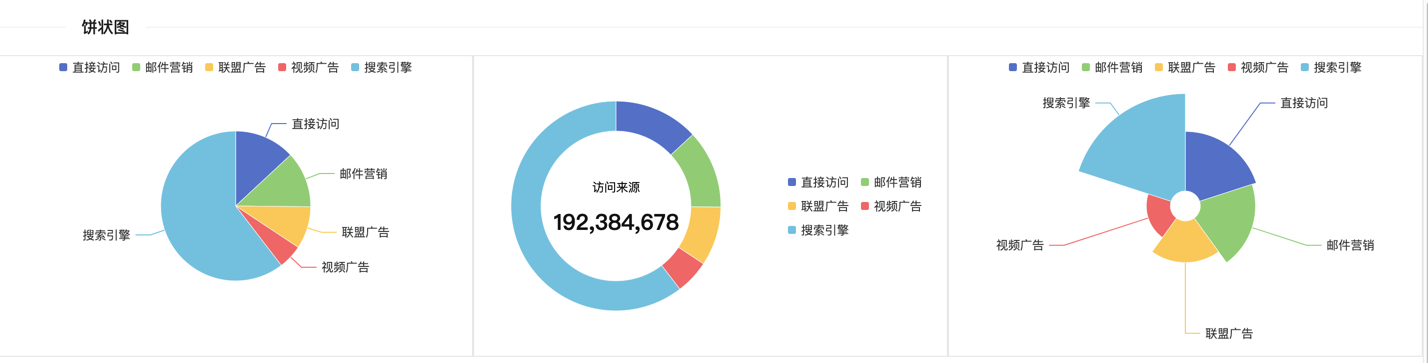 饼状图
直接访问 邮件营销 联盟广告 视频广告 搜索引擎
直接访问
邮件营销
联盟广告
视频广告
搜索引擎
访问来源
192,384,678
直接访问 邮件营销
联盟广告 视频广告
搜索引擎
直接访问 邮件营销 联盟广告 视频广告 搜索引擎
搜索引擎
直接访问
视频广告
邮件营销
联盟广告